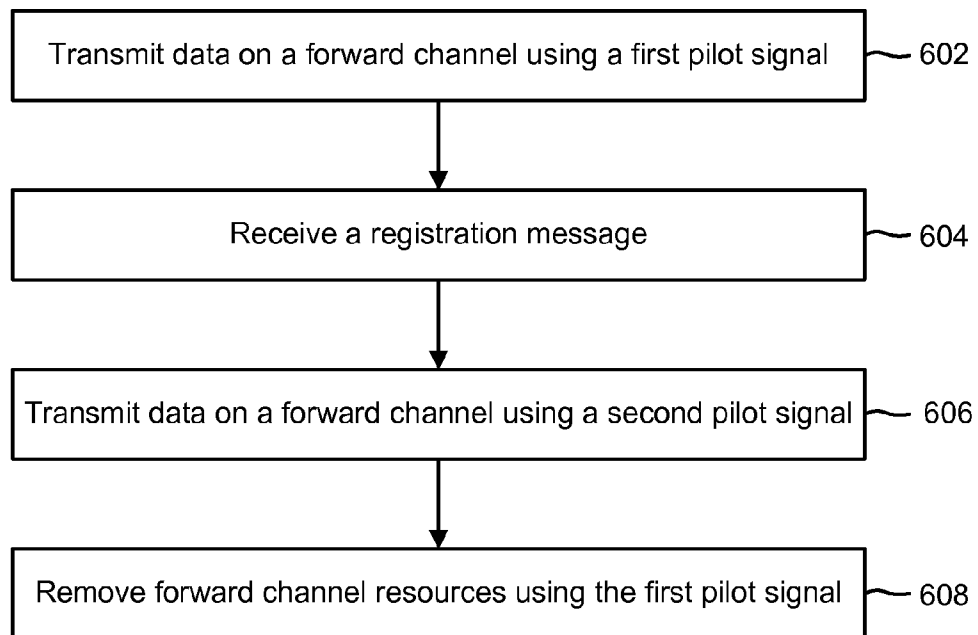 Transmit data on a forward channel using a first pilot signal 602
Receive a registration message 604
Transmit data on a forward channel using a second pilot signal 606
Remove forward channel resources using the first pilot signal 608